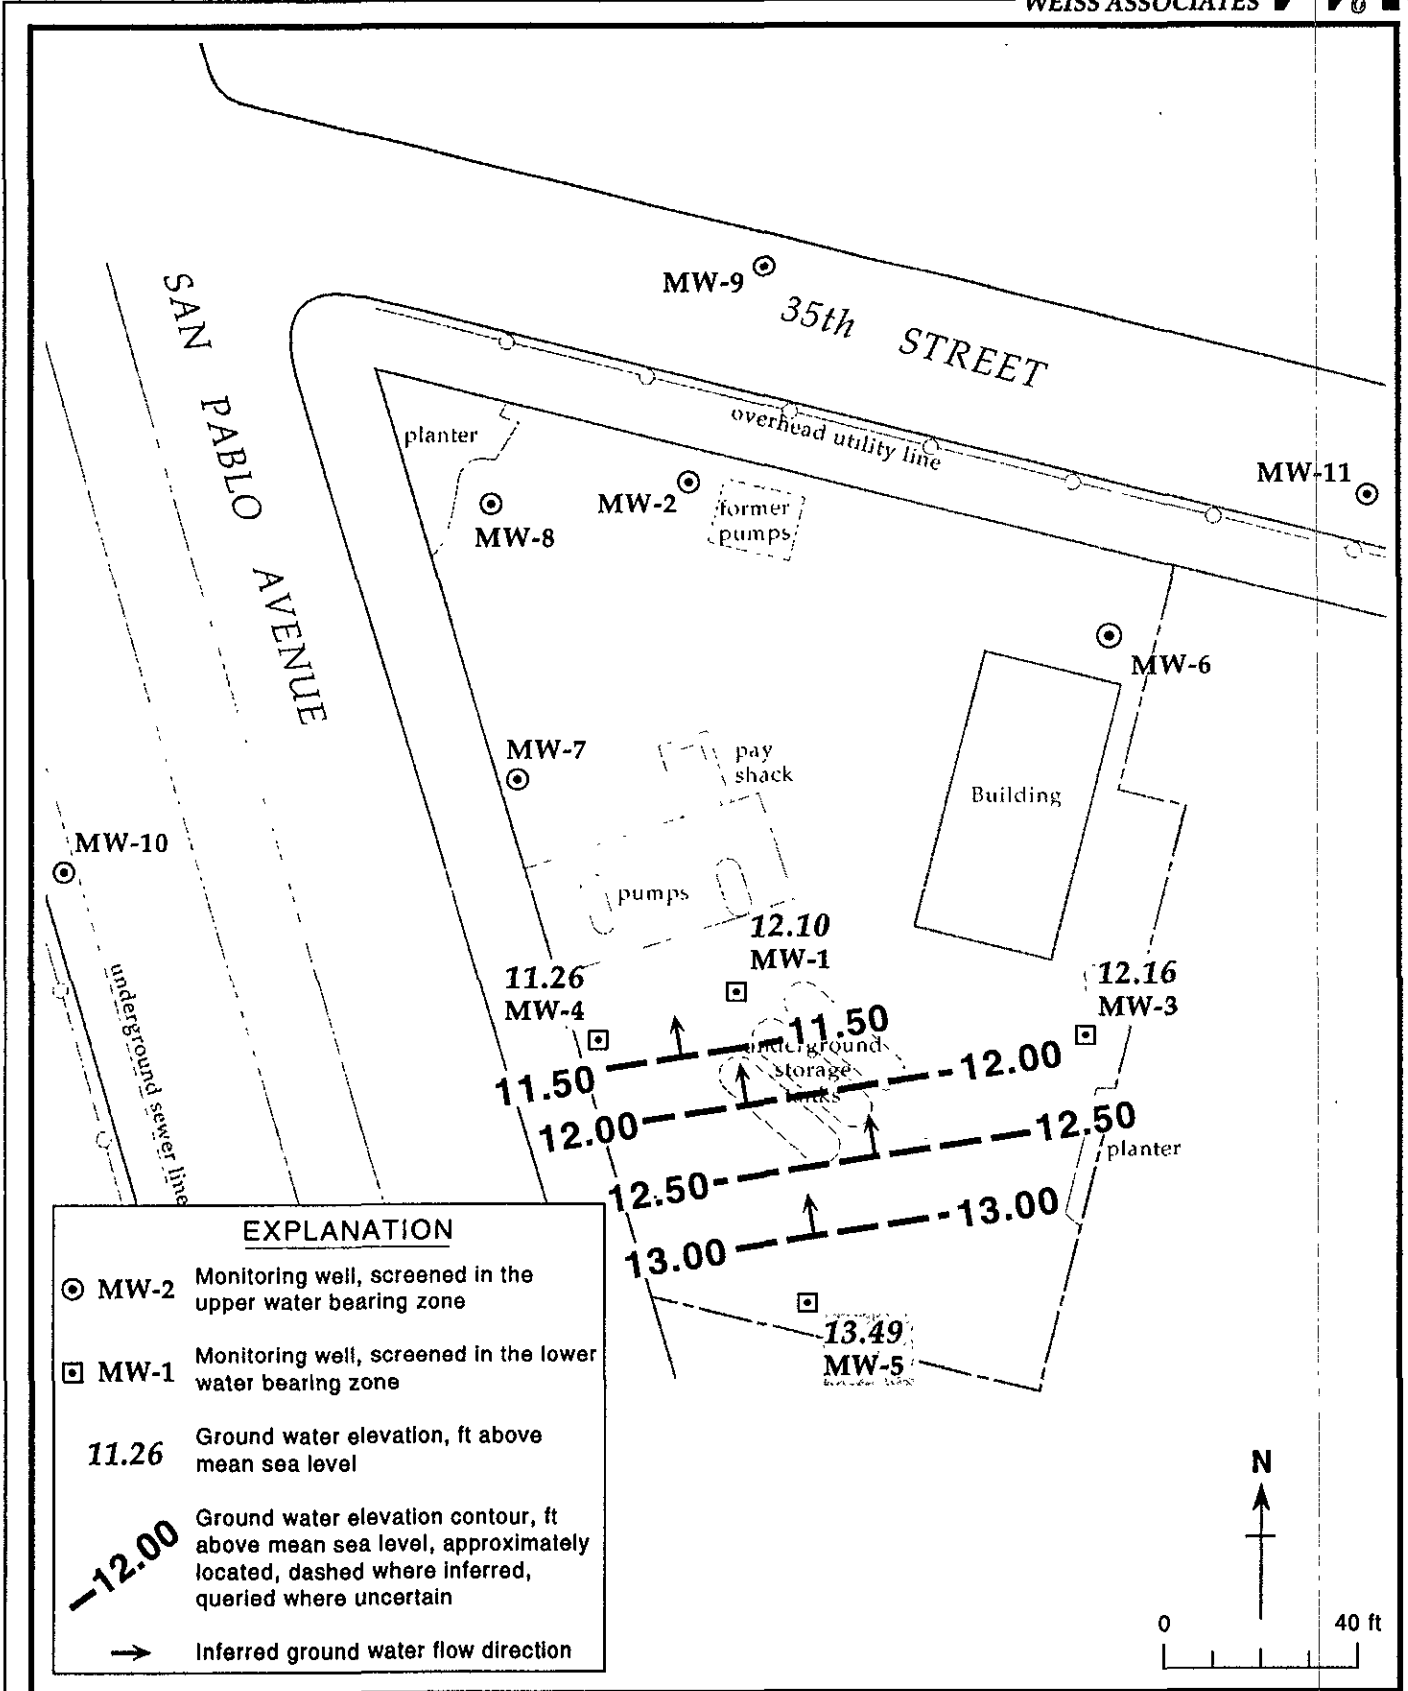 WEISS ASSOCIATES
MW-9
35th STREET
SAN PABLO AVENUE
overhead utility line
planter
MW-8
MW-2
former
pumps
MW-11
MW-6
MW-7
pay
shack
Building
MW-10
pumps
12.10
MW-1
11.26
MW-4
12.16
MW-3
underground sewer line
11.50
11.50
underground
storage
tanks
12.00
12.00
12.50
12.50
planter
13.00
13.00
13.49
MW-5
EXPLANATION
MW-2 Monitoring well, screened in the
upper water bearing zone
MW-1 Monitoring well, screened in the lower
water bearing zone
11.26 Ground water elevation, ft above
mean sea level
12.00 Ground water elevation contour, ft
above mean sea level, approximately
located, dashed where inferred,
queried where uncertain
Inferred ground water flow direction
N
0 40 ft